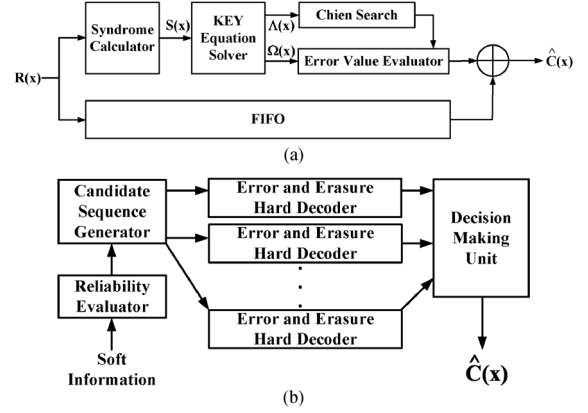 Syndrome
Calculator
S(x)
KEY
Equation
Solver
Λ(x)
Ω(x)
Chien Search
Error Value Evaluator
Ĉ(x)
R(x)
FIFO
(a)
Candidate
Sequence
Generator
Reliability
Evaluator
Soft
Information
Error and Erasure
Hard Decoder
Error and Erasure
Hard Decoder
Error and Erasure
Hard Decoder
Decision
Making
Unit
Ĉ(x)
(b)